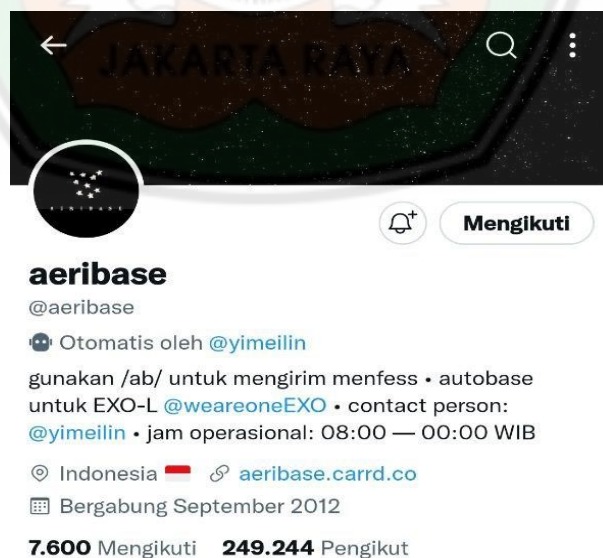 JAKARTA RAYA
aeribase
@aeribase
Otomatis oleh @yimeilin
Mengikuti
gunakan /ab/ untuk mengirim menfess • autobase
untuk EXO-L @weareoneEXO • contact person:
@yimeilin • jam operasional: 08:00 — 00:00 WIB
Indonesia 🇮🇩 aeribase.carrd.co
Bergabung September 2012
7.600 Mengikuti 249.244 Pengikut